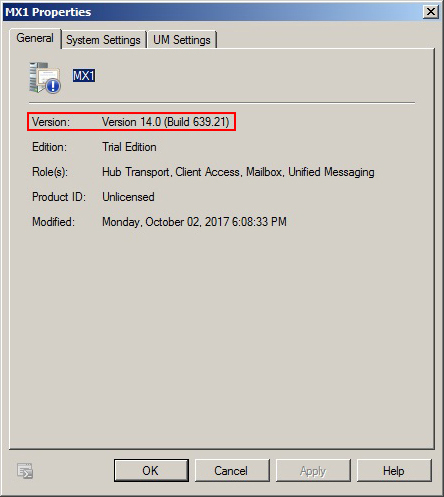 MX1 Properties
General System Settings UM Settings
MX1
Version: Version 14.0 (Build 639.21)
Edition: Trial Edition
Role(s): Hub Transport, Client Access, Mailbox, Unified Messaging
Product ID: Unlicensed
Modified: Monday, October 02, 2017 6:08:33 PM
OK Cancel Apply Help